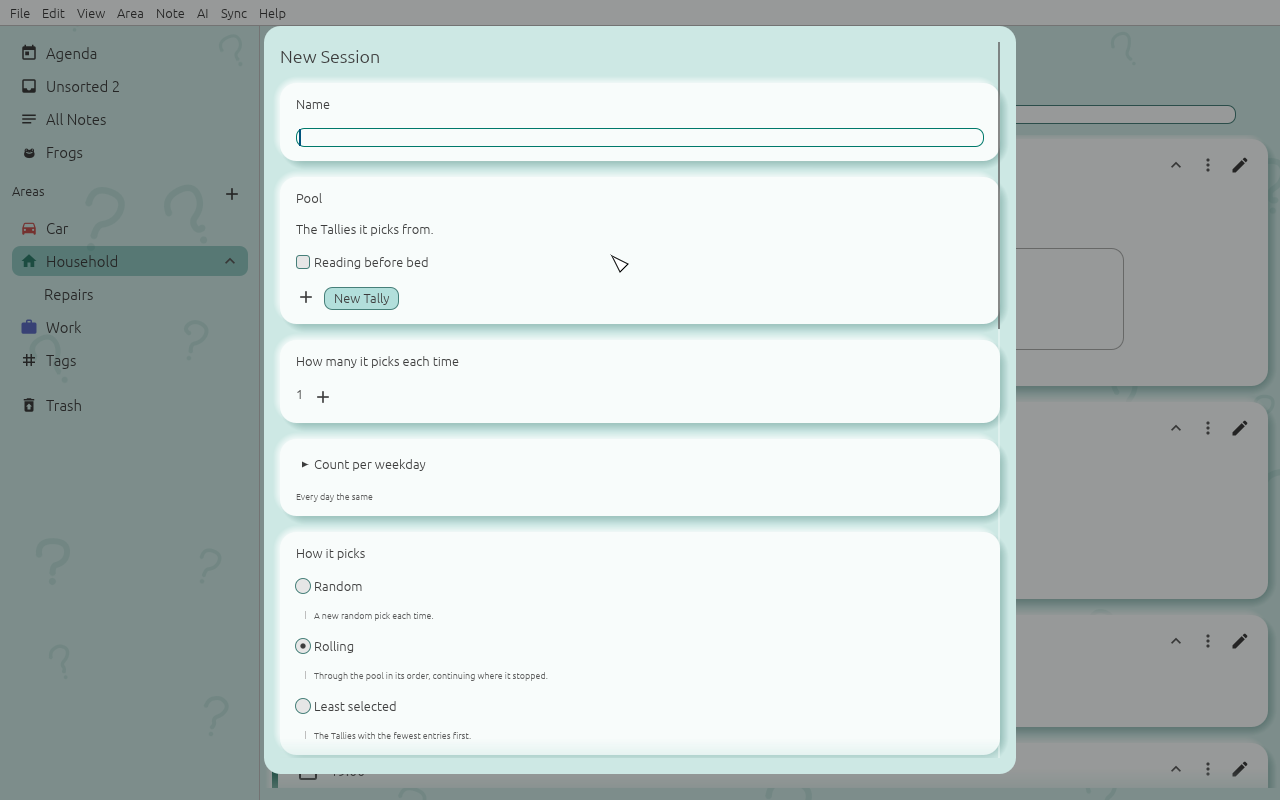 File Edit View Area Note AI Sync Help
Agenda
Unsorted 2
All Notes
Frogs
Areas
Car
Household
Repairs
Work
Tags
Trash
New Session
Name
Pool
The Tallies it picks from.
Reading before bed
New Tally
How many it picks each time
1
Count per weekday
Every day the same
How it picks
Random
A new random pick each time.
Rolling
Through the pool in its order, continuing where it stopped.
Least selected
The Tallies with the fewest entries first.